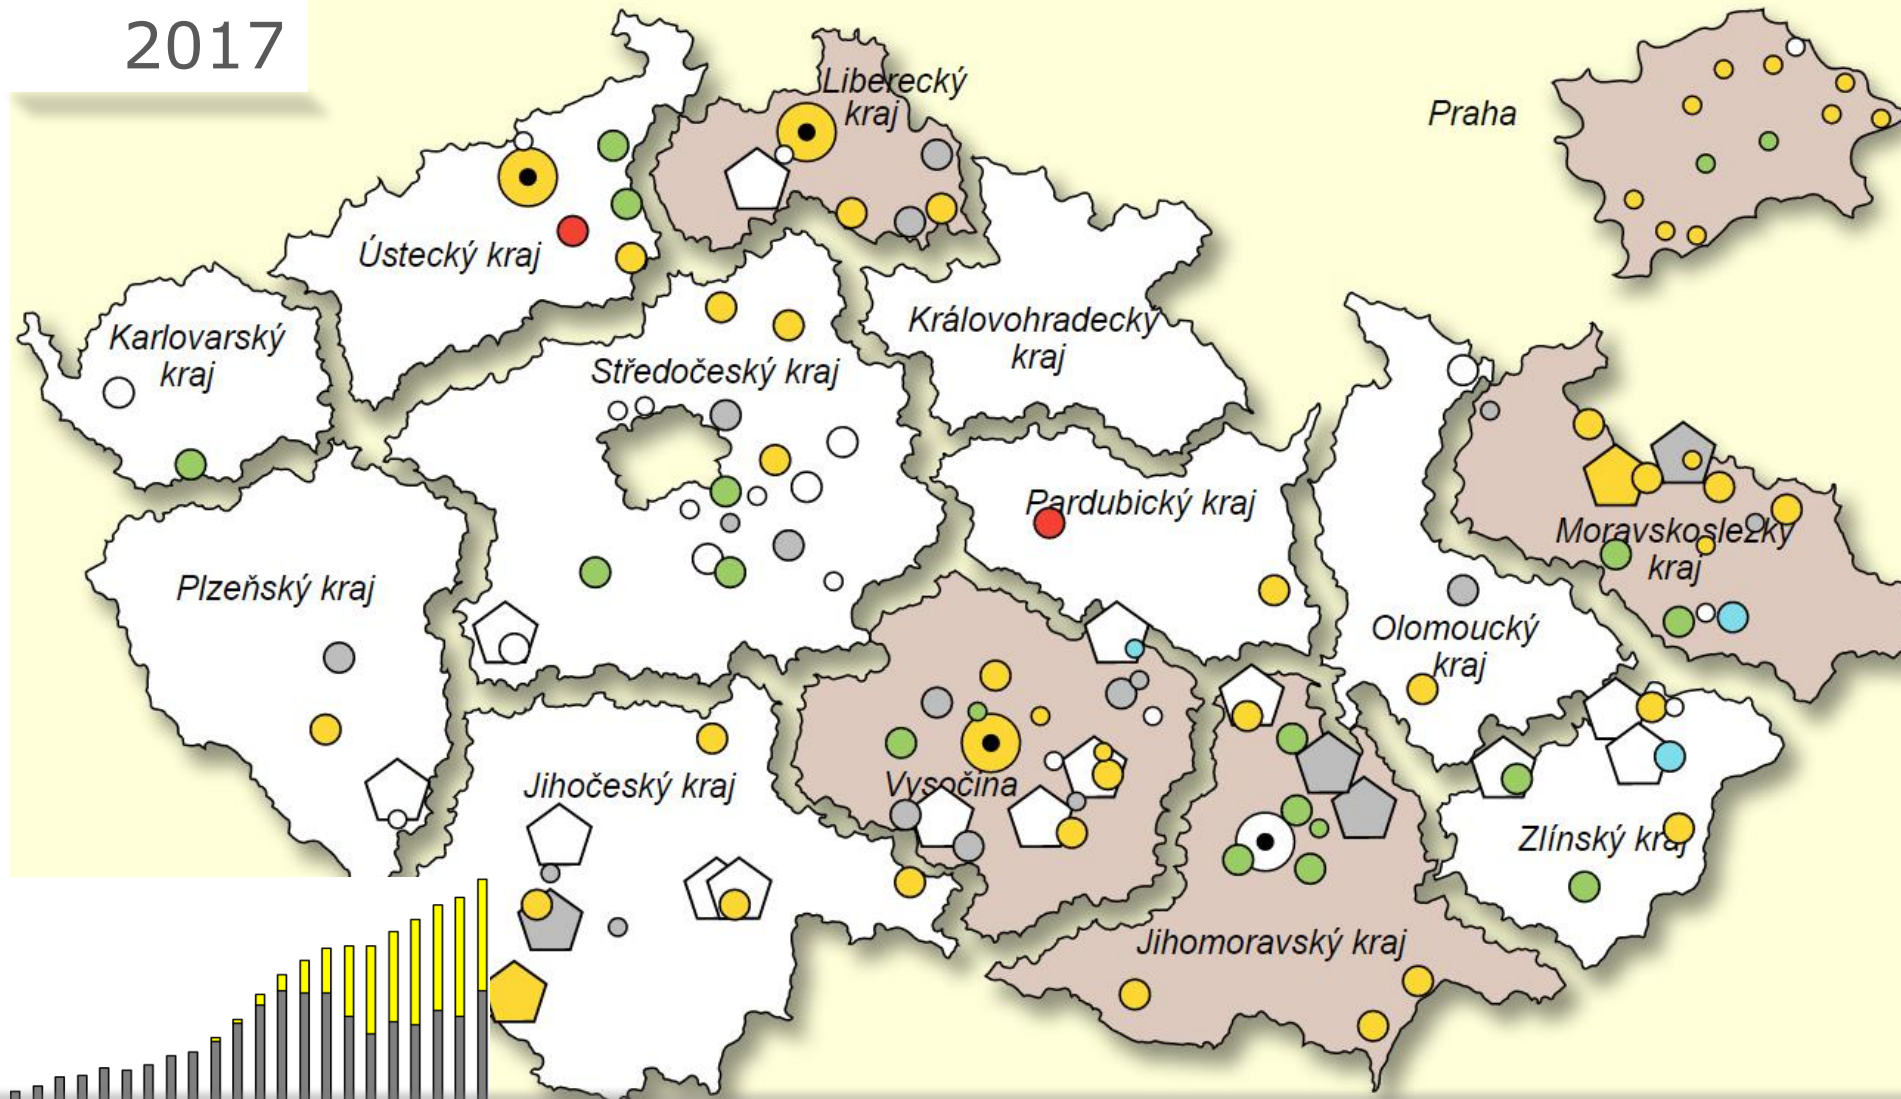 2017
Liberecký
kraj
Praha
Ústecký kraj
Karlovarský
kraj
Královohradecký
kraj
Středočeský kraj
Pardubický kraj
Moravskoslezký
kraj
Plzeňský kraj
Olomoucký
kraj
Jihočeský kraj
Vysočina
Zlínský kraj
Jihomoravský kraj